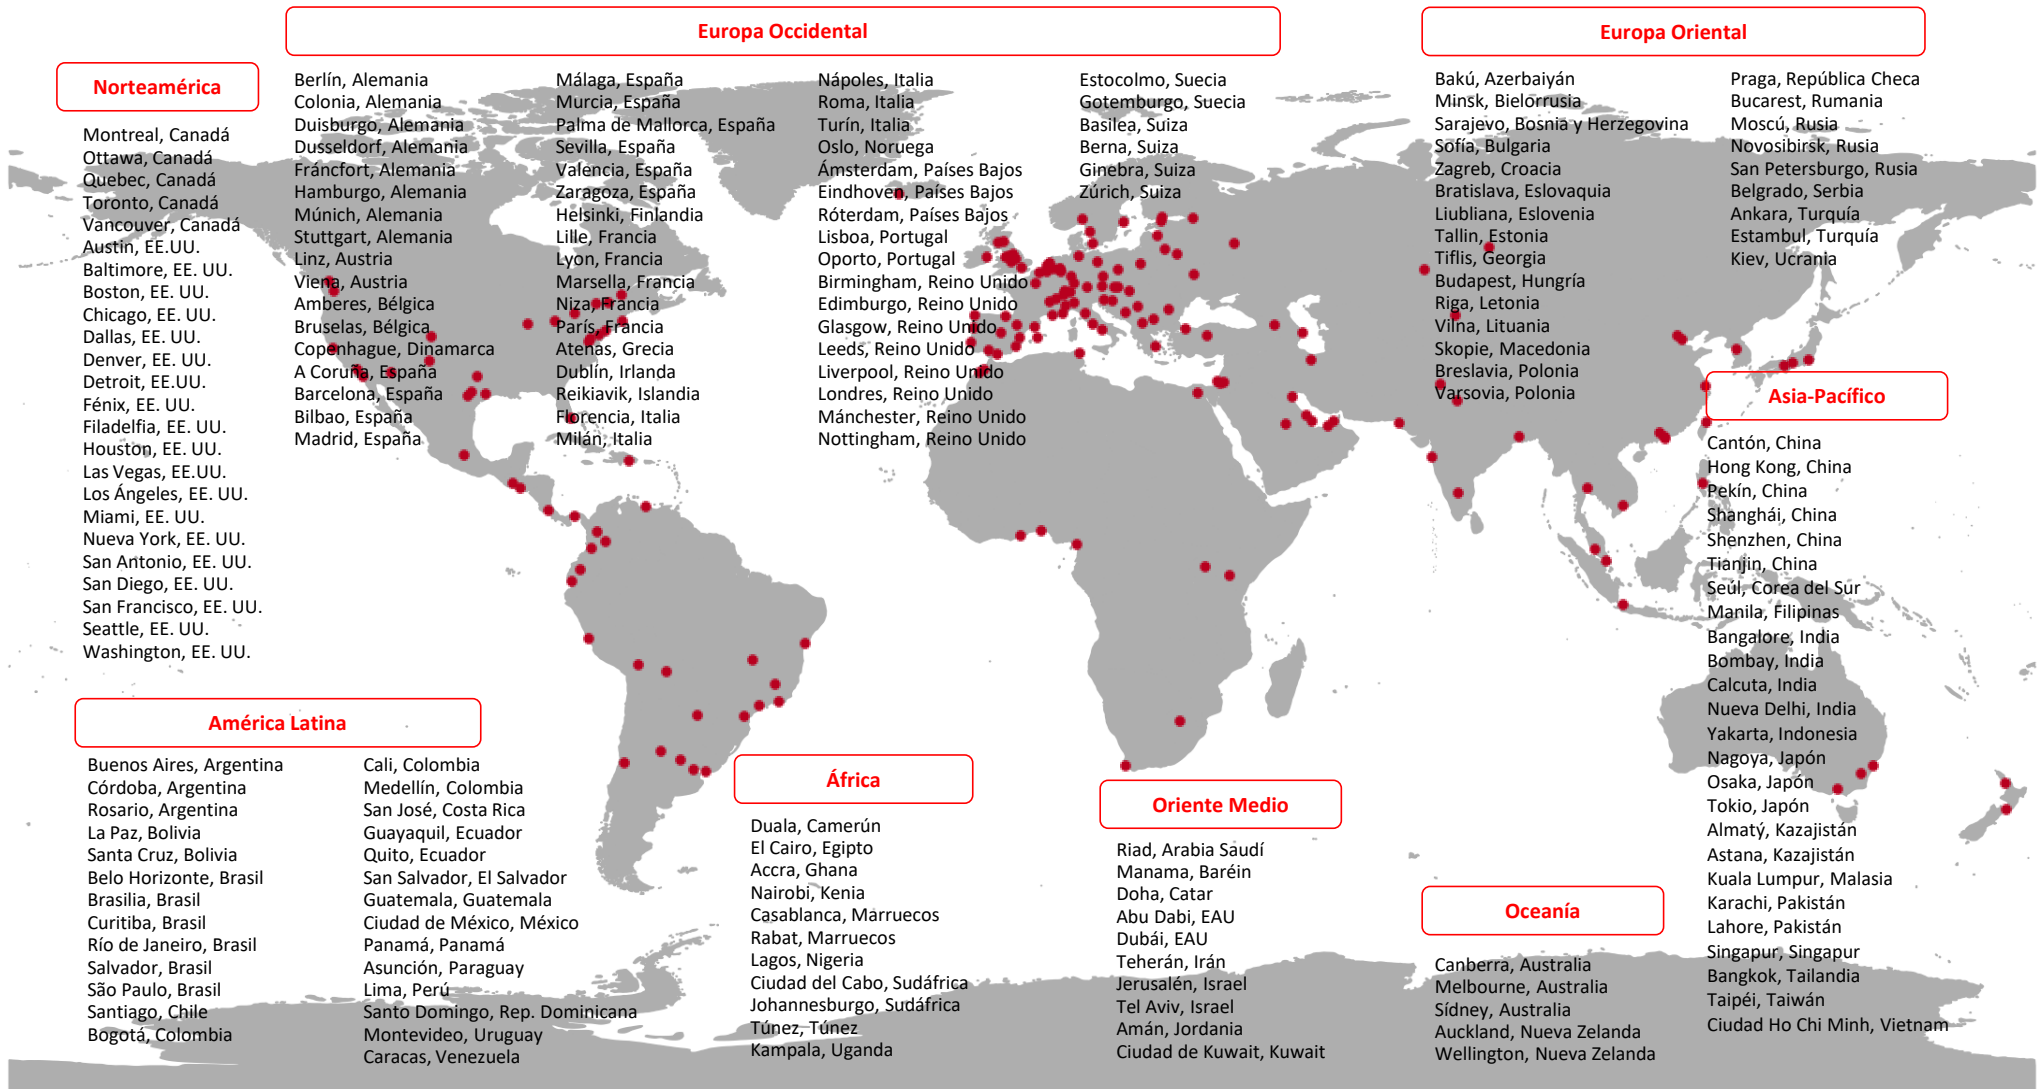 Norteamérica
Montreal, Canadá
Ottawa, Canadá
Quebec, Canadá
Toronto, Canadá
Vancouver, Canadá
Austin, EE.UU.
Baltimore, EE. UU.
Boston, EE. UU.
Chicago, EE. UU.
Dallas, EE. UU.
Denver, EE. UU.
Detroit, EE.UU.
Fénix, EE. UU.
Filadelfia, EE. UU.
Houston, EE. UU.
Las Vegas, EE.UU.
Los Ángeles, EE. UU.
Miami, EE. UU.
Nueva York, EE. UU.
San Antonio, EE. UU.
San Diego, EE. UU.
San Francisco, EE. UU.
Seattle, EE. UU.
Washington, EE. UU.
Europa Occidental
Berlín, Alemania
Colonia, Alemania
Duisburgo, Alemania
Dusseldorf, Alemania
Fráncfort, Alemania
Hamburgo, Alemania
Múnich, Alemania
Stuttgart, Alemania
Linz, Austria
Viena, Austria
Amberes, Bélgica
Bruselas, Bélgica
Copenhague, Dinamarca
A Coruña, España
Barcelona, España
Bilbao, España
Madrid, España
Málaga, España
Murcia, España
Palma de Mallorca, España
Sevilla, España
Valencia, España
Zaragoza, España
Helsinki, Finlandia
Lille, Francia
Lyon, Francia
Marsella, Francia
Niza, Francia
París, Francia
Atenas, Grecia
Dublín, Irlanda
Reikiavik, Islandia
Florencia, Italia
Milán, Italia
Nápoles, Italia
Roma, Italia
Turín, Italia
Oslo, Noruega
Ámsterdam, Países Bajos
Eindhoven, Países Bajos
Róterdam, Países Bajos
Lisboa, Portugal
Oporto, Portugal
Birmingham, Reino Unido
Edimburgo, Reino Unido
Glasgow, Reino Unido
Leeds, Reino Unido
Liverpool, Reino Unido
Londres, Reino Unido
Mánchester, Reino Unido
Nottingham, Reino Unido
Estocolmo, Suecia
Gotemburgo, Suecia
Basilea, Suiza
Berna, Suiza
Ginebra, Suiza
Zúrich, Suiza
Europa Oriental
Bakú, Azerbaiyán
Minsk, Bielorrusia
Sarajevo, Bosnia y Herzegovina
Sofía, Bulgaria
Zagreb, Croacia
Bratislava, Eslovaquia
Liubliana, Eslovenia
Tallin, Estonia
Tiflis, Georgia
Budapest, Hungría
Riga, Letonia
Vilna, Lituania
Skopie, Macedonia
Breslavia, Polonia
Varsovia, Polonia
Praga, República Checa
Bucarest, Rumania
Moscú, Rusia
Novosibirsk, Rusia
San Petersburgo, Rusia
Belgrado, Serbia
Ankara, Turquía
Estambul, Turquía
Kiev, Ucrania
Asia-Pacífico
Cantón, China
Hong Kong, China
Pekín, China
Shanghái, China
Shenzhen, China
Tianjin, China
Seúl, Corea del Sur
Manila, Filipinas
Bangalore, India
Bombay, India
Calcuta, India
Nueva Delhi, India
Yakarta, Indonesia
Nagoya, Japón
Osaka, Japón
Tokio, Japón
Almatý, Kazajistán
Astana, Kazajistán
Kuala Lumpur, Malasia
Karachi, Pakistán
Lahore, Pakistán
Singapur, Singapur
Bangkok, Tailandia
Taipéi, Taiwán
Ciudad Ho Chi Minh, Vietnam
América Latina
Buenos Aires, Argentina
Córdoba, Argentina
Rosario, Argentina
La Paz, Bolivia
Santa Cruz, Bolivia
Belo Horizonte, Brasil
Brasilia, Brasil
Curitiba, Brasil
Río de Janeiro, Brasil
Salvador, Brasil
São Paulo, Brasil
Santiago, Chile
Bogotá, Colombia
Cali, Colombia
Medellín, Colombia
San José, Costa Rica
Guayaquil, Ecuador
Quito, Ecuador
San Salvador, El Salvador
Guatemala, Guatemala
Ciudad de México, México
Panamá, Panamá
Asunción, Paraguay
Lima, Perú
Santo Domingo, Rep. Dominicana
Montevideo, Uruguay
Caracas, Venezuela
África
Duala, Camerún
El Cairo, Egipto
Accra, Ghana
Nairobi, Kenia
Casablanca, Marruecos
Rabat, Marruecos
Lagos, Nigeria
Ciudad del Cabo, Sudáfrica
Johannesburgo, Sudáfrica
Túnez, Túnez
Kampala, Uganda
Oriente Medio
Riad, Arabia Saudí
Manama, Baréin
Doha, Catar
Abu Dabi, EAU
Dubái, EAU
Teherán, Irán
Jerusalén, Israel
Tel Aviv, Israel
Amán, Jordania
Ciudad de Kuwait, Kuwait
Oceanía
Canberra, Australia
Melbourne, Australia
Sídney, Australia
Auckland, Nueva Zelanda
Wellington, Nueva Zelanda